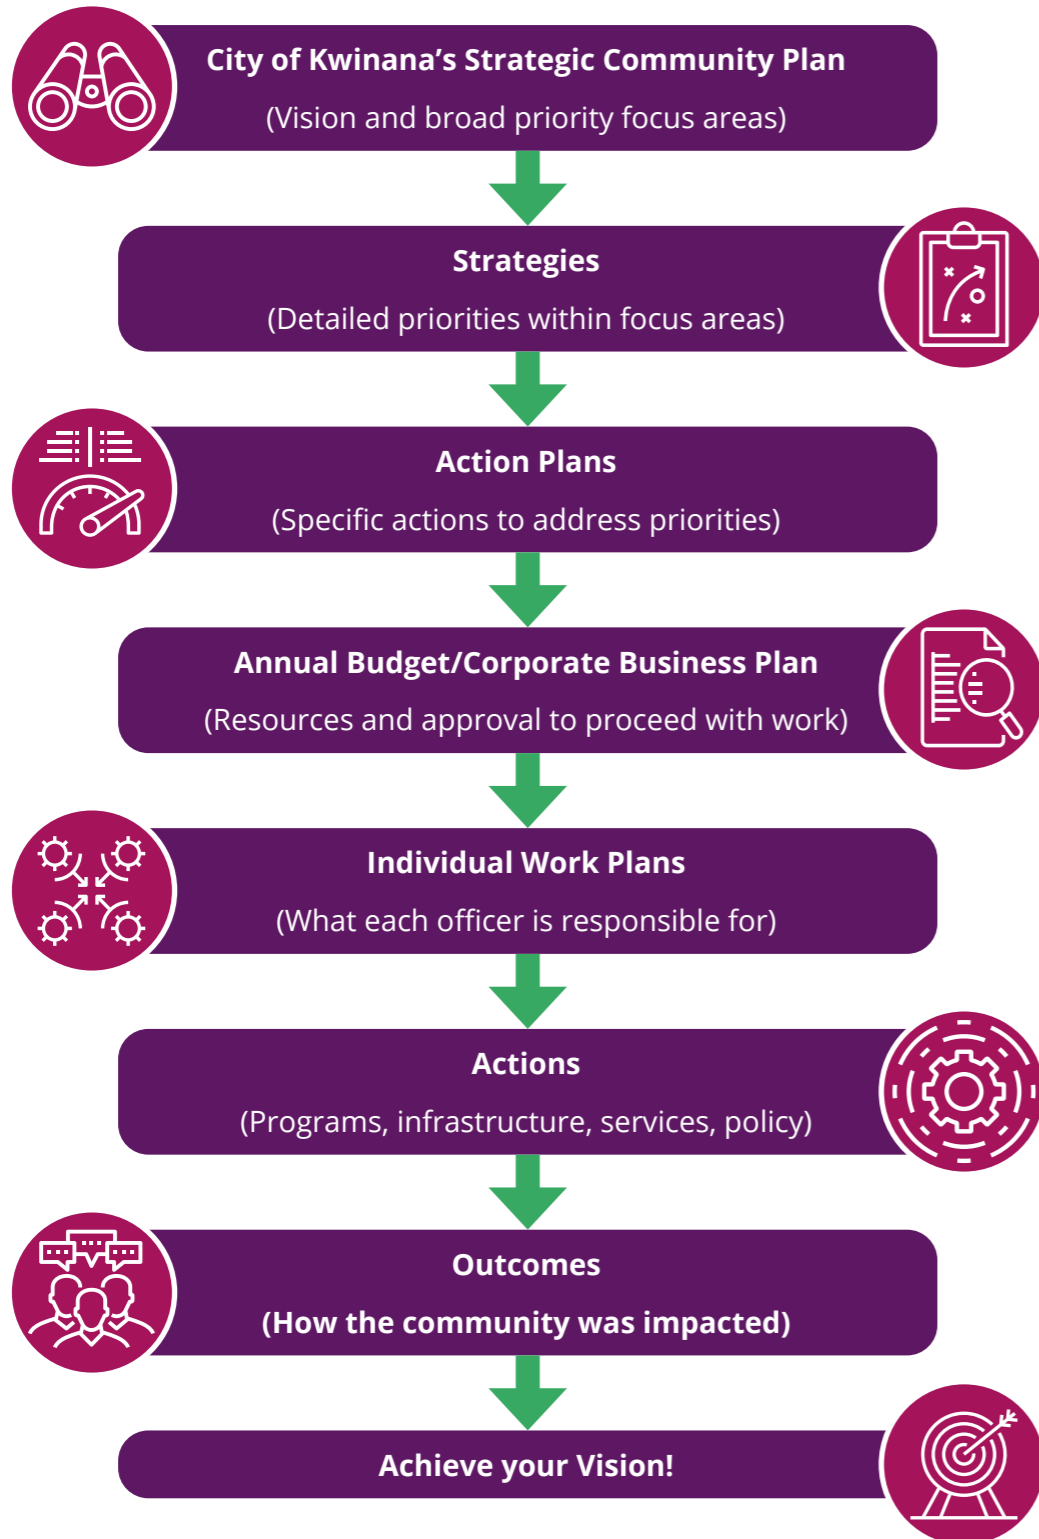 City of Kwinana’s Strategic Community Plan
(Vision and broad priority focus areas)
Strategies
(Detailed priorities within focus areas)
Action Plans
(Specific actions to address priorities)
Annual Budget/Corporate Business Plan
(Resources and approval to proceed with work)
Individual Work Plans
(What each officer is responsible for)
Actions
(Programs, infrastructure, services, policy)
Outcomes
(How the community was impacted)
Achieve your Vision!